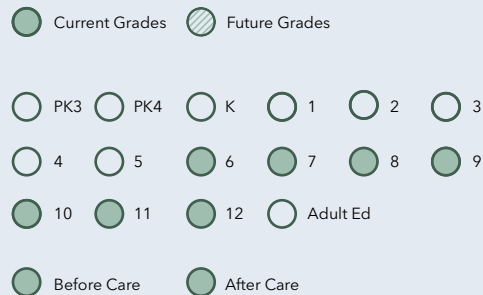 Current Grades Future Grades
PK3 PK4 K 1 2 3
4 5 6 7 8 9
10 11 12 Adult Ed
Before Care After Care